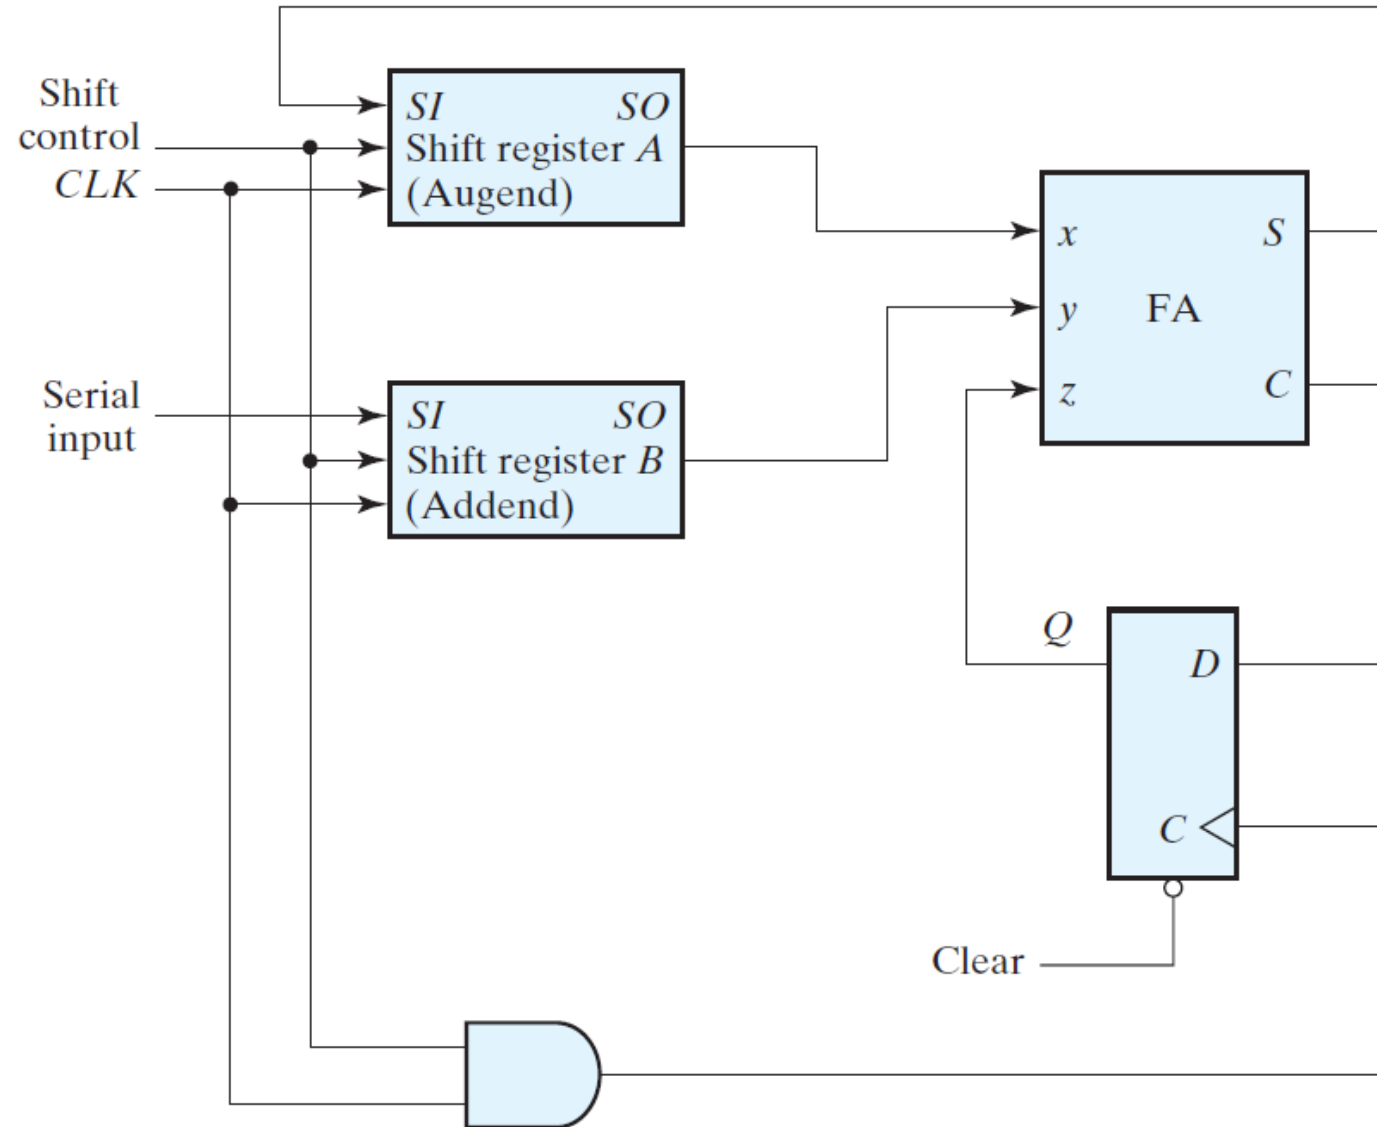 Shift
control
CLK
SI SO
Shift register A
(Augend)
x S
y FA
z C
Serial
input
SI SO
Shift register B
(Addend)
Q
D
C
Clear